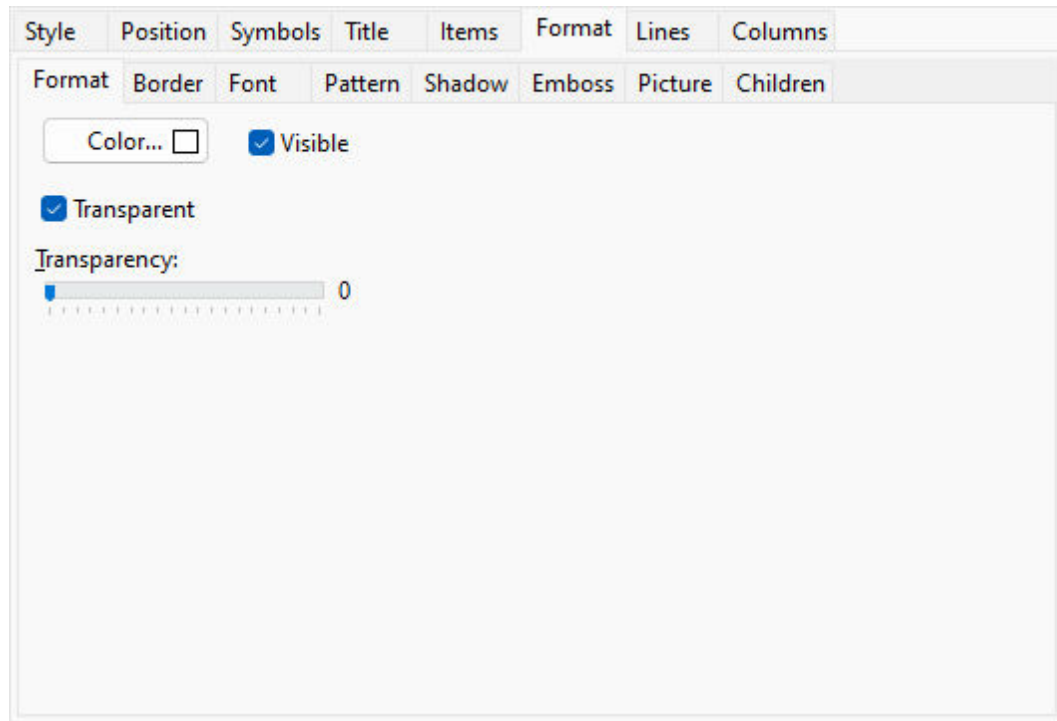 Style Position Symbols Title Items Format Lines Columns
Format Border Font Pattern Shadow Emboss Picture Children
Color... Visible
Transparent
Transparency:
0